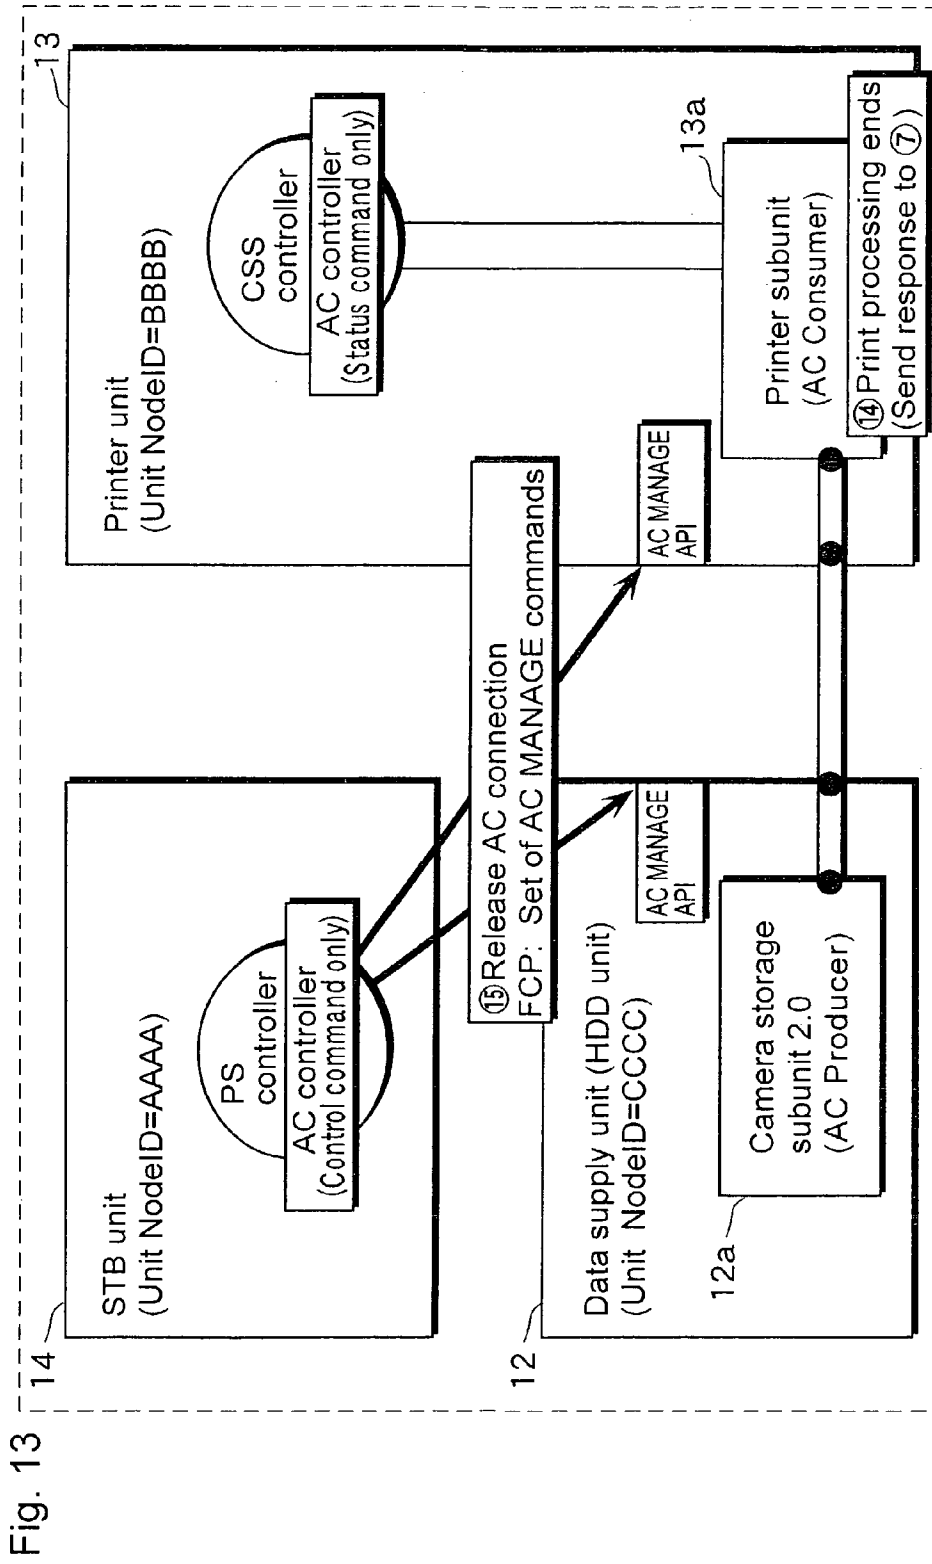 Fig. 13
14
STB unit
(Unit NodeID=AAAA)
PS
controller
AC controller
(Control command only)
13
Printer unit
(Unit NodeID=BBBB)
CSS
controller
AC controller
(Status command only)
⑮Release AC connection
FCP: Set of AC MANAGE commands
12
Data supply unit (HDD unit)
(Unit NodeID=CCCC)
AC MANAGE
API
AC MANAGE
API
12a
Camera storage
subunit 2.0
(AC Producer)
13a
Printer subunit
(AC Consumer)
⑭Print processing ends
(Send response to ⑦)